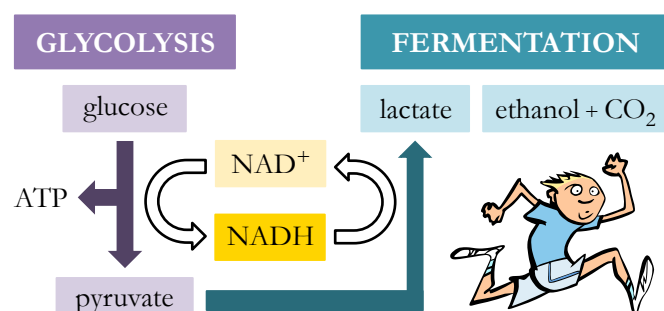 GLYCOLYSIS
FERMENTATION
glucose
lactate
ethanol + CO₂
NAD⁺
ATP
NADH
pyruvate